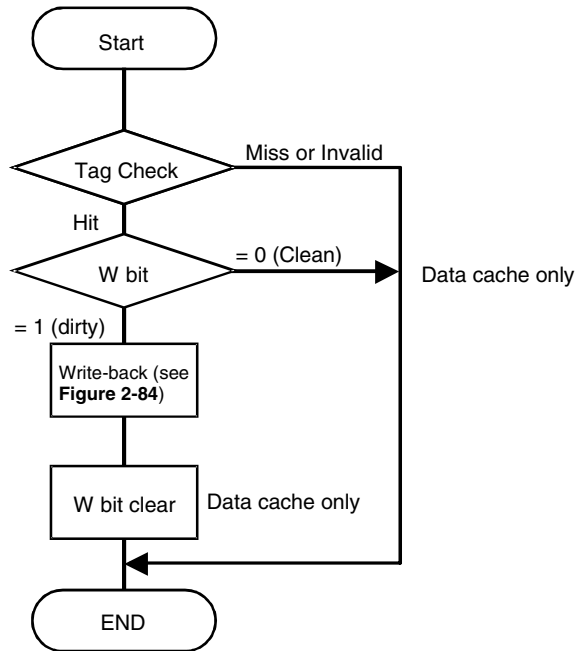 Start
Tag Check
Miss or Invalid
Hit
W bit
= 0 (Clean)
Data cache only
= 1 (dirty)
Write-back (see
Figure 2-84)
W bit clear
Data cache only
END